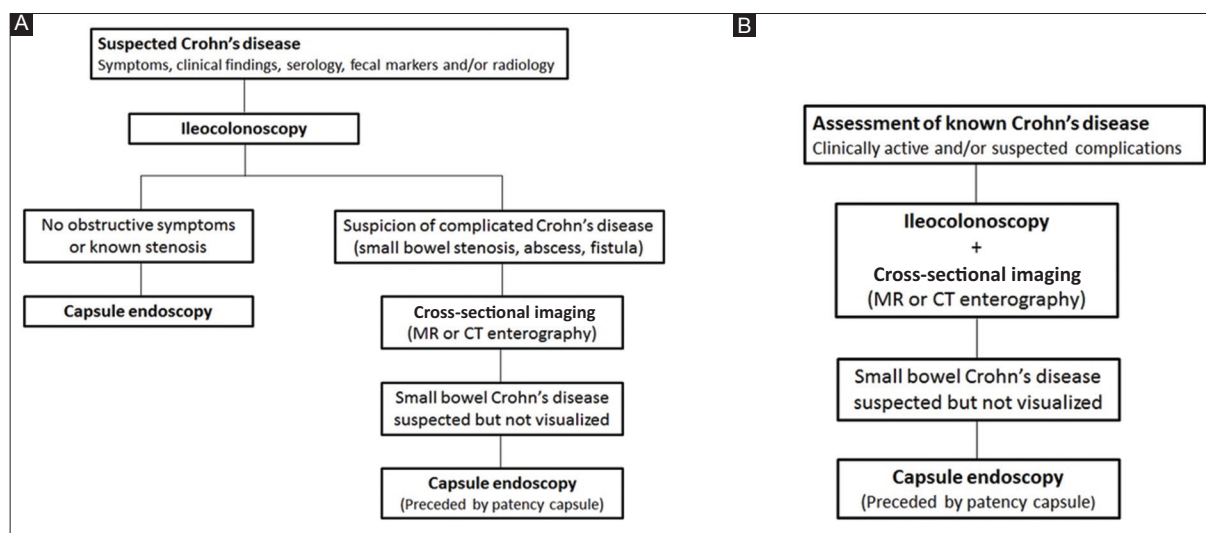 A
Suspected Crohn's disease
Symptoms, clinical findings, serology, fecal markers and/or radiology
Ileocolonoscopy
No obstructive symptoms
or known stenosis
Capsule endoscopy
Suspicion of complicated Crohn's disease
(small bowel stenosis, abscess, fistula)
Cross-sectional imaging
(MR or CT enterography)
Small bowel Crohn's disease
suspected but not visualized
Capsule endoscopy
(Preceded by patency capsule)
B
Assessment of known Crohn's disease
Clinically active and/or suspected complications
Ileocolonoscopy
+
Cross-sectional imaging
(MR or CT enterography)
Small bowel Crohn's disease
suspected but not visualized
Capsule endoscopy
(Preceded by patency capsule)